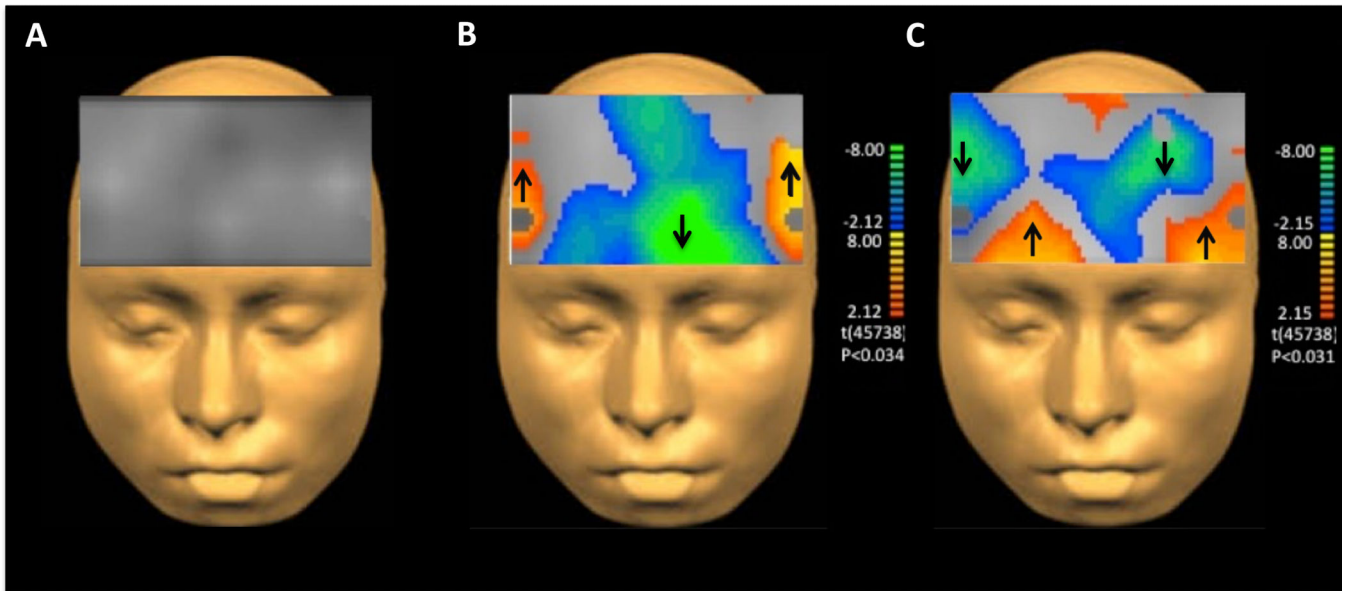 A
B
C
-8.00
-2.12
8.00
2.12
t(45738)
P<0.034
-8.00
-2.15
8.00
2.15
t(45738)
P<0.031